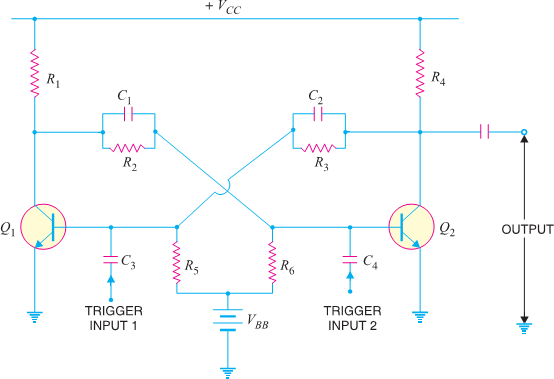 + VCC
R1
R4
C1
C2
R2
R3
Q1
Q2
C3
R5
R6
C4
OUTPUT
TRIGGER
INPUT 1
VBB
TRIGGER
INPUT 2